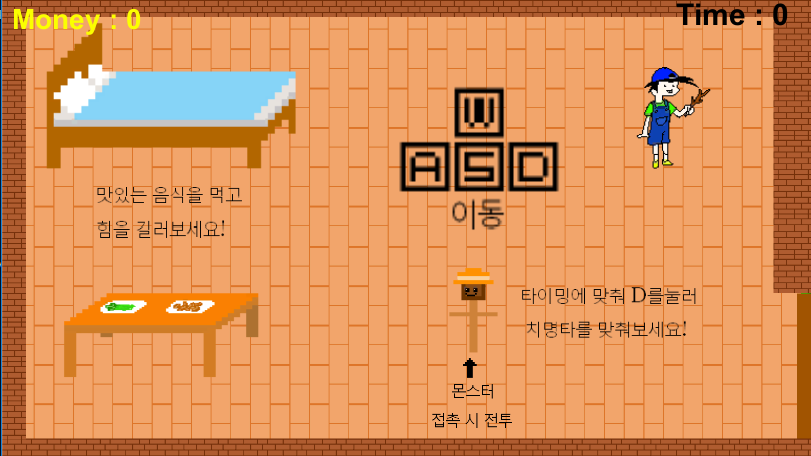 Money : 0
Time : 0
W
A S D
이동
맛있는 음식을 먹고
힘을 길러보세요!
타이밍에 맞춰 D를눌러
치명타를 맞춰보세요!
몬스터
접촉 시 전투